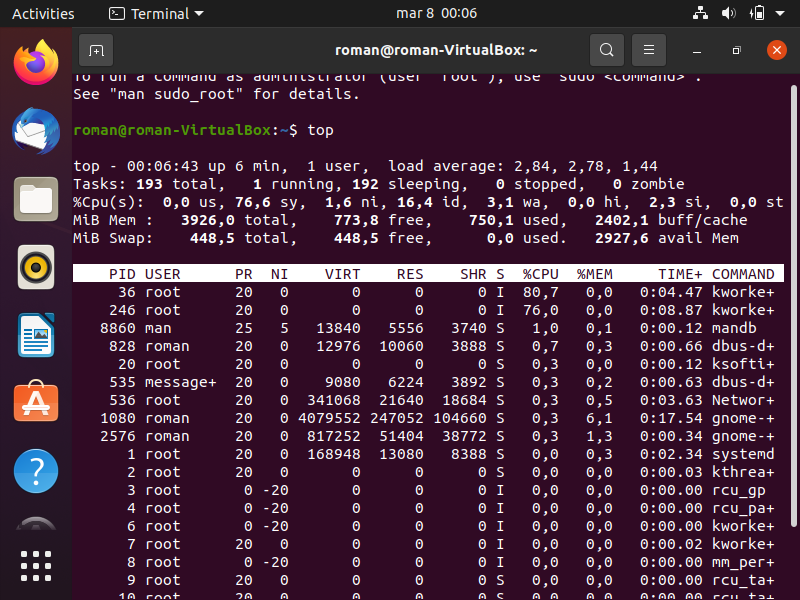 Activities Terminal mar 8 00:06
roman@roman-VirtualBox: ~
To run a command as administrator (user "root"), use "sudo <command>".
See "man sudo_root" for details.
roman@roman-VirtualBox:~$ top
top - 00:06:43 up 6 min,  1 user,  load average: 2,84, 2,78, 1,44
Tasks: 193 total,   1 running, 192 sleeping,   0 stopped,   0 zombie
%Cpu(s):  0,0 us, 76,6 sy,  1,6 ni, 16,4 id,  3,1 wa,  0,0 hi,  2,3 si,  0,0 st
MiB Mem :   3926,0 total,    773,8 free,    750,1 used,   2402,1 buff/cache
MiB Swap:    448,5 total,    448,5 free,      0,0 used.   2927,6 avail Mem
PID USER      PR  NI    VIRT    RES    SHR S  %CPU  %MEM     TIME+ COMMAND
36 root      20   0       0      0      0 I  80,7   0,0   0:04.47 kworke+
246 root      20   0       0      0      0 I  76,0   0,0   0:08.87 kworke+
8860 man       25   5   13840   5556   3740 S   1,0   0,1   0:00.12 mandb
828 roman     20   0   12976  10060   3888 S   0,7   0,3   0:00.66 dbus-d+
20 root      20   0       0      0      0 S   0,3   0,0   0:00.12 ksofti+
535 message+  20   0    9080   6224   3892 S   0,3   0,2   0:00.63 dbus-d+
536 root      20   0  341068  21640  18684 S   0,3   0,5   0:03.63 Networ+
1080 roman     20   0 4079552 247052 104660 S   0,3   6,1   0:17.54 gnome-+
2576 roman     20   0  817252  51404  38772 S   0,3   1,3   0:00.34 gnome-+
1 root      20   0  168948  13080   8388 S   0,0   0,3   0:02.34 systemd
2 root      20   0       0      0      0 S   0,0   0,0   0:00.03 kthrea+
3 root       0 -20       0      0      0 I   0,0   0,0   0:00.00 rcu_gp
4 root       0 -20       0      0      0 I   0,0   0,0   0:00.00 rcu_pa+
6 root       0 -20       0      0      0 I   0,0   0,0   0:00.00 kworke+
7 root      20   0       0      0      0 I   0,0   0,0   0:00.02 kworke+
8 root       0 -20       0      0      0 I   0,0   0,0   0:00.00 mm_per+
9 root      20   0       0      0      0 S   0,0   0,0   0:00.00 rcu_ta+
10 root      20   0       0      0      0 S   0,0   0,0   0:00.00 rcu_ta+